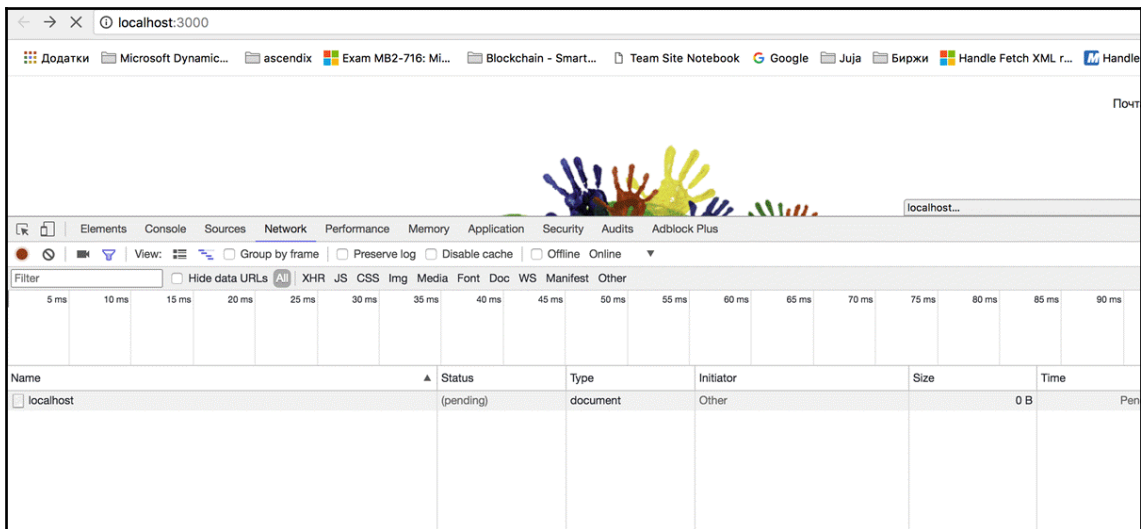 localhost:3000
Додатки Microsoft Dynamic... ascendix Exam MB2-716: Mi... Blockchain - Smart... Team Site Notebook Google Juja Биржи Handle Fetch XML r... Handle
Почт
localhost...
Elements Console Sources Network Performance Memory Application Security Audits Adblock Plus
View: Group by frame Preserve log Disable cache Offline Online
Filter Hide data URLs All XHR JS CSS Img Media Font Doc WS Manifest Other
5 ms 10 ms 15 ms 20 ms 25 ms 30 ms 35 ms 40 ms 45 ms 50 ms 55 ms 60 ms 65 ms 70 ms 75 ms 80 ms 85 ms 90 ms
Name Status Type Initiator Size Time
localhost (pending) document Other 0 B Pen